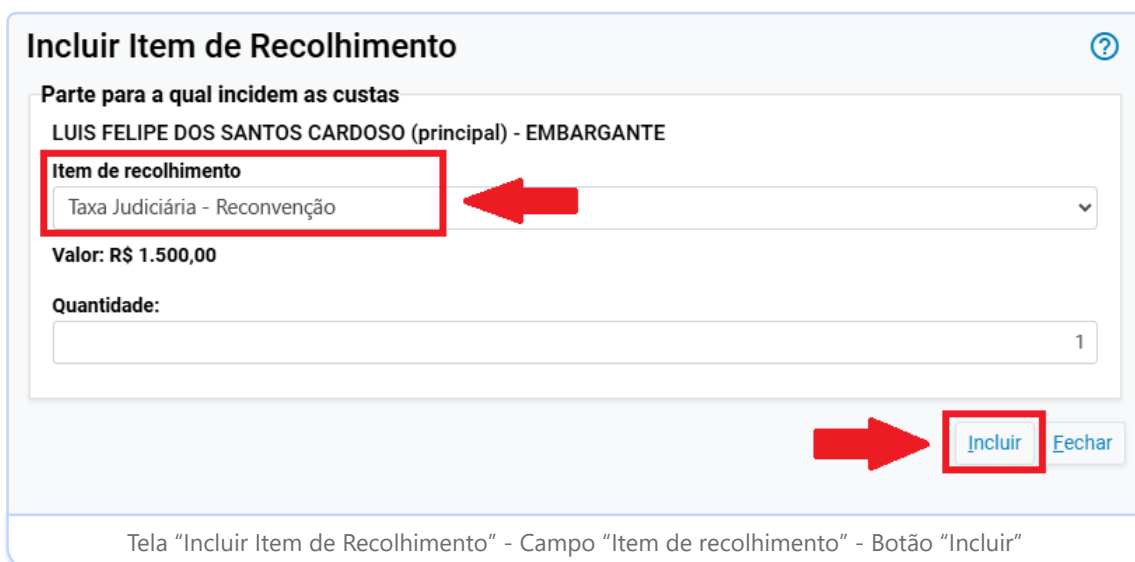 Incluir Item de Recolhimento
Parte para a qual incidem as custas
LUIS FELIPE DOS SANTOS CARDOSO (principal) - EMBARGANTE
Item de recolhimento
Taxa Judiciária - Reconvenção
Valor: R$ 1.500,00
Quantidade:
1
Incluir Fechar
Tela “Incluir Item de Recolhimento” - Campo “Item de recolhimento” - Botão “Incluir”